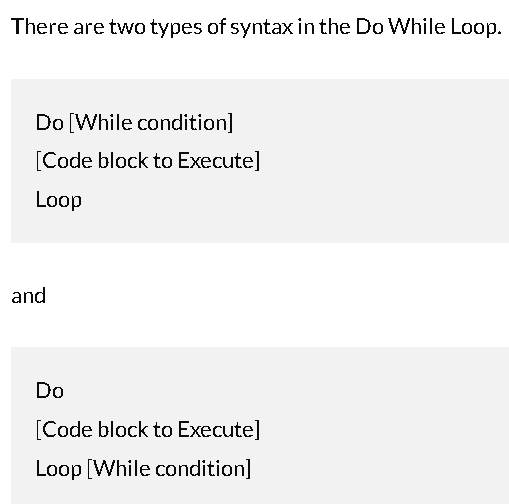 There are two types of syntax in the Do While Loop.
Do [While condition]
[Code block to Execute]
Loop
and
Do
[Code block to Execute]
Loop [While condition]